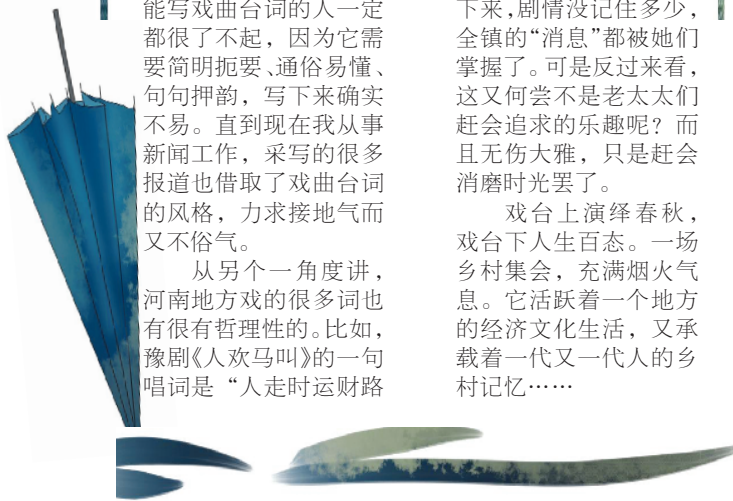 能写戏曲台词的人一定
都很了不起，因为它需
要简明扼要、通俗易懂、
句句押韵，写下来确实
不易。直到现在我从事
新闻工作，采写的很多
报道也借取了戏曲台词
的风格，力求接地气而
又不俗气。
从另个一角度讲，
河南地方戏的很多词也
有很有哲理性的。比如，
豫剧《人欢马叫》的一句
唱词是“人走时运财路
下来，剧情没记住多少，
全镇的“消息”都被她们
掌握了。可是反过来看，
这又何尝不是老太太们
赶会追求的乐趣呢？而
且无伤大雅，只是赶会
消磨时光罢了。
戏台上演绎春秋，
戏台下人生百态。一场
乡村集会，充满烟火气
息。它活跃着一个地方
的经济文化生活，又承
载着一代又一代人的乡
村记忆……